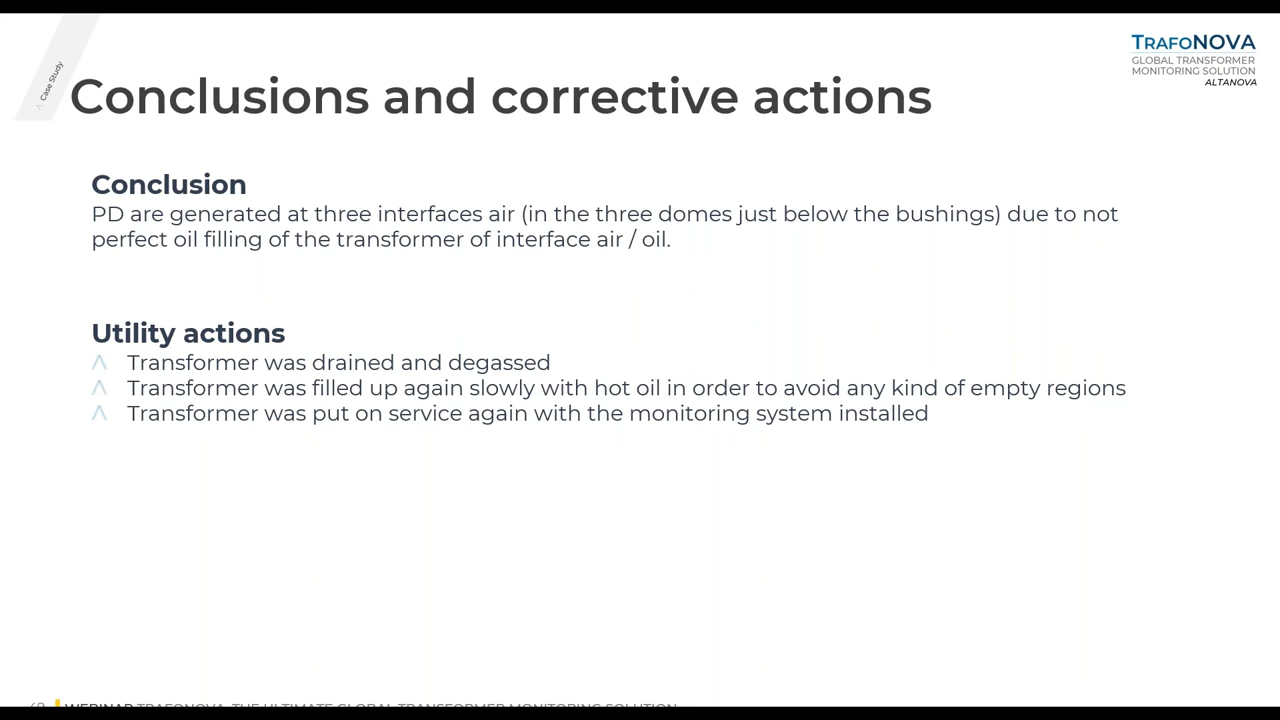 Case Study
TRAFONOVA
GLOBAL TRANSFORMER
MONITORING SOLUTION
ALTANOVA
Conclusions and corrective actions
Conclusion
PD are generated at three interfaces air (in the three domes just below the bushings) due to not
perfect oil filling of the transformer of interface air / oil.
Utility actions
Transformer was drained and degassed
Transformer was filled up again slowly with hot oil in order to avoid any kind of empty regions
Transformer was put on service again with the monitoring system installed
WEBINAR TRAFONOVA, THE ULTIMATE GLOBAL TRANSFORMER MONITORING SOLUTION